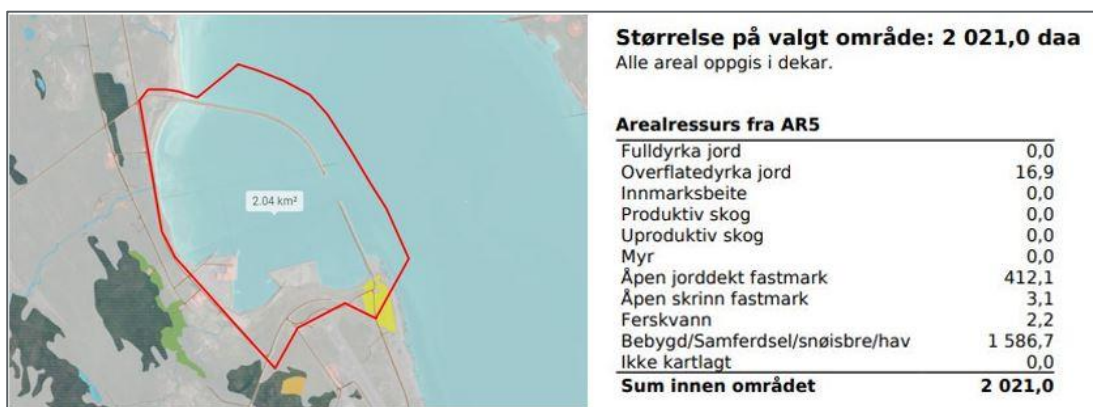 2.04 km²
Størrelse på valgt område: 2 021,0 daa
Alle areal oppgis i dekar.
Arealressurs fra AR5
Fulldyrka jord 0,0
Overflatedyrka jord 16,9
Innmarksbeite 0,0
Produktiv skog 0,0
Uproduktiv skog 0,0
Myr 0,0
Åpen jorddekt fastmark 412,1
Åpen skrinn fastmark 3,1
Ferskvann 2,2
Bebygd/Samferdsel/snøisbre/hav 1 586,7
Ikke kartlagt 0,0
Sum innen området 2 021,0